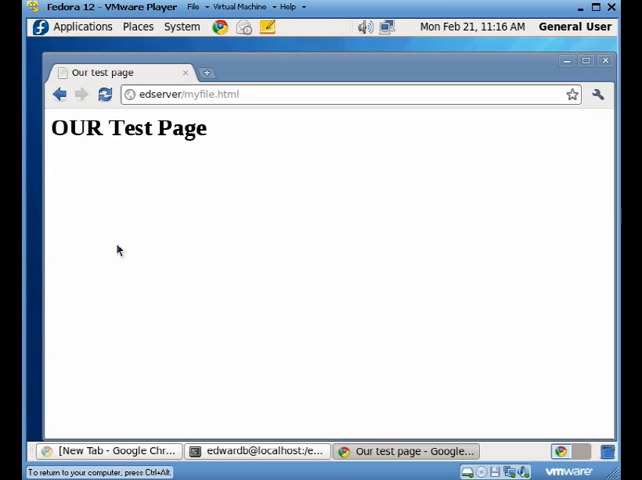 Fedora 12 - VMware Player File Virtual Machine Help
Applications Places System Mon Feb 21, 11:16 AM General User
Our test page
edserver/myfile.html
OUR Test Page
[New Tab - Google Chr... edwardb@localhost:/e... Our test page - Google...
To return to your computer, press Ctrl+Alt. vmware